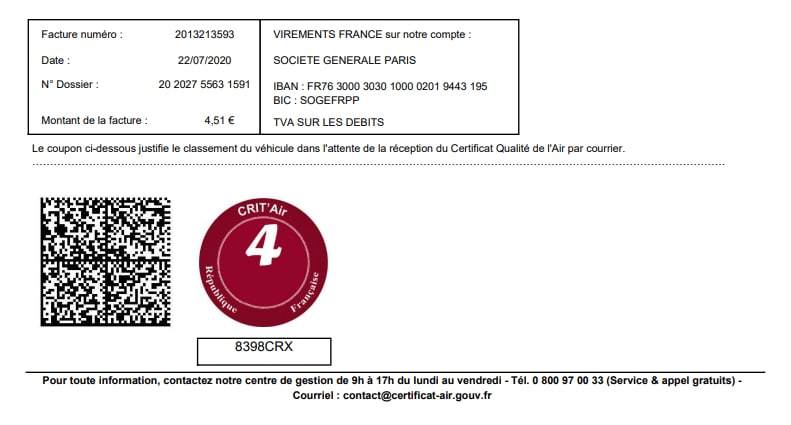 Facture numéro : 2013213593 VIREMENTS FRANCE sur notre compte :
Date : 22/07/2020 SOCIETE GENERALE PARIS
N° Dossier : 20 2027 5563 1591 IBAN : FR76 3000 3030 1000 0201 9443 195
BIC : SOGEFRPP
Montant de la facture : 4,51 € TVA SUR LES DEBITS
Le coupon ci-dessous justifie le classement du véhicule dans l'attente de la réception du Certificat Qualité de l'Air par courrier.
CRIT'Air
4
République Française
8398CRX
Pour toute information, contactez notre centre de gestion de 9h à 17h du lundi au vendredi - Tél. 0 800 97 00 33 (Service & appel gratuits) -
Courriel : contact@certificat-air.gouv.fr